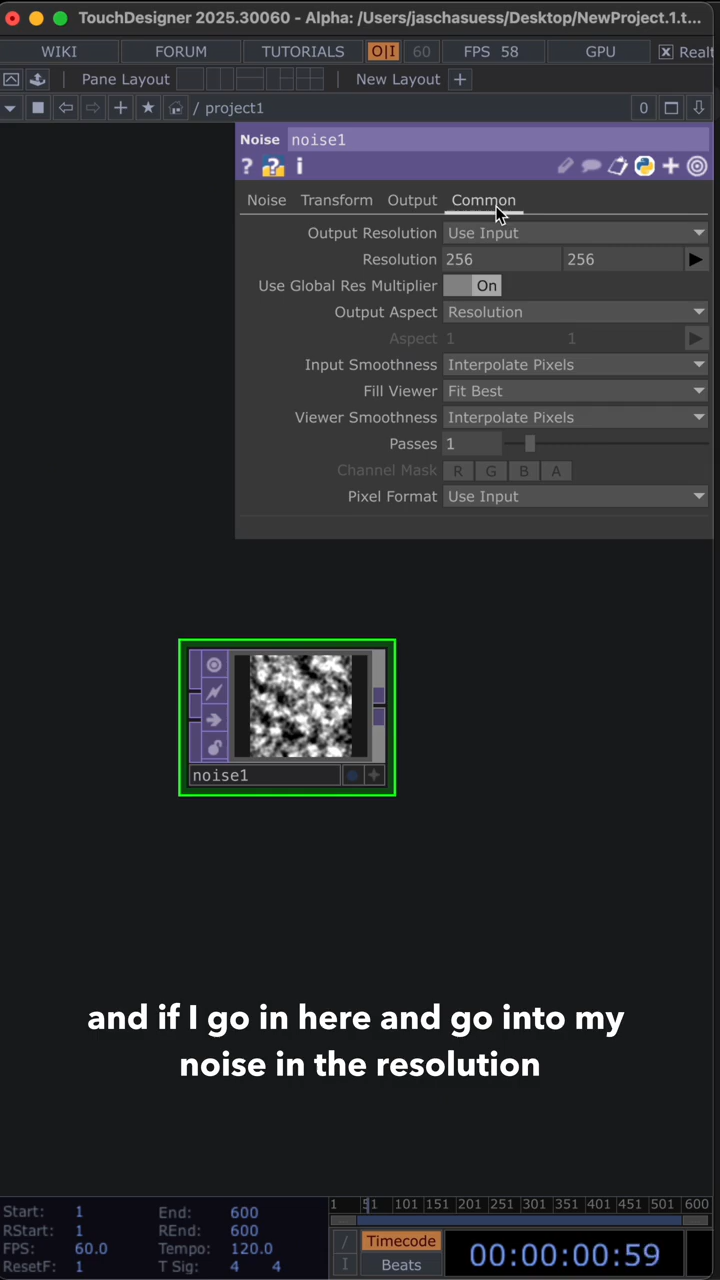 TouchDesigner 2025.30060 - Alpha: /Users/jaschasuess/Desktop/NewProject.1.t...
WIKI FORUM TUTORIALS O|I 60 FPS 58 GPU Realt
Pane Layout New Layout +
/ project1 0
Noise noise1
? ? i
Noise Transform Output Common
Output Resolution Use Input
Resolution 256 256
Use Global Res Multiplier On
Output Aspect Resolution
Aspect 1 1
Input Smoothness Interpolate Pixels
Fill Viewer Fit Best
Viewer Smoothness Interpolate Pixels
Passes 1
Channel Mask R G B A
Pixel Format Use Input
noise1
and if I go in here and go into my
noise in the resolution
1 51 101 151 201 251 301 351 401 451 501 551 600
Start: 1 End: 600
RStart: 1 REnd: 600
FPS: 60.0 Tempo: 120.0
ResetF: 1 T Sig: 4 4
/ Timecode
I Beats
00:00:00:59